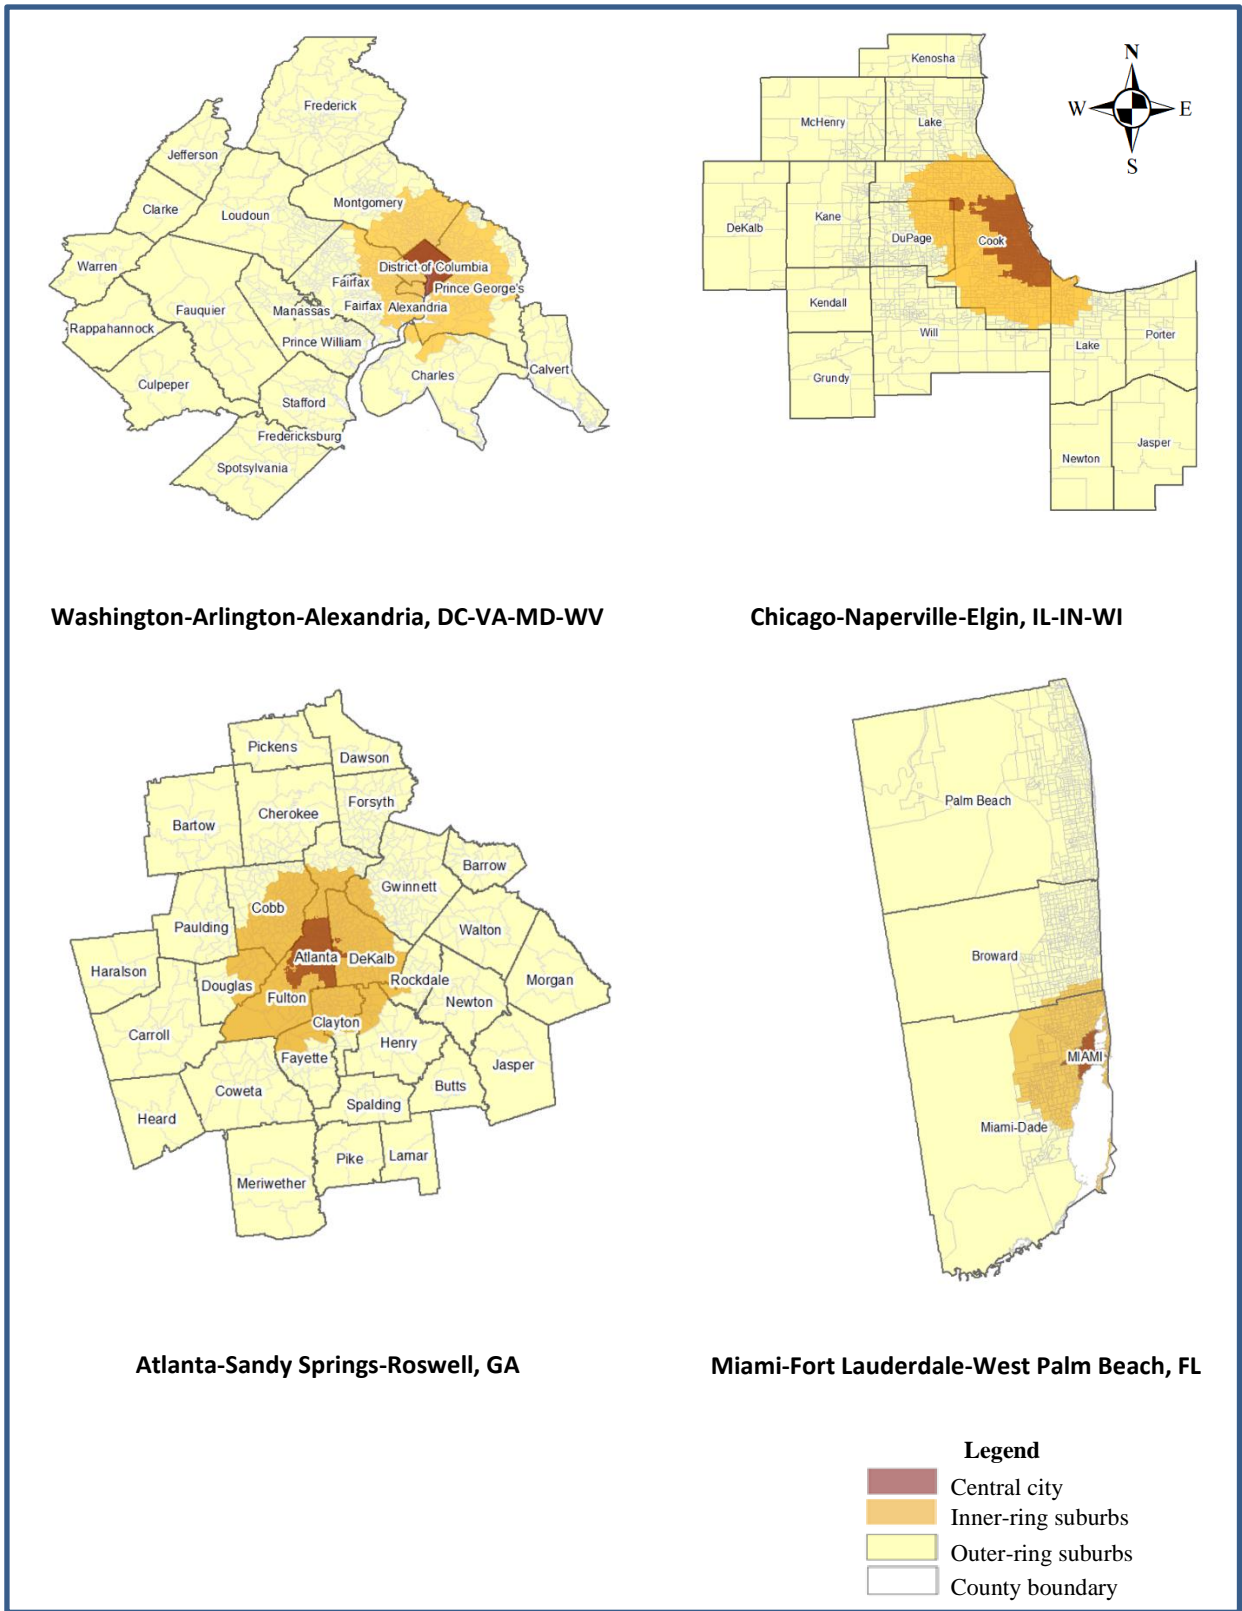 Frederick
Jefferson
Clarke
Loudoun
Montgomery
Warren
District of Columbia
Fairfax
Prince George's
Rappahannock
Fauquier
Manassas
Fairfax
Alexandria
Prince William
Culpeper
Charles
Calvert
Stafford
Fredericksburg
Spotsylvania
Washington-Arlington-Alexandria, DC-VA-MD-WV
N
W
E
S
Kenosha
McHenry
Lake
DeKalb
Kane
DuPage
Cook
Kendall
Will
Lake
Porter
Grundy
Newton
Jasper
Chicago-Naperville-Elgin, IL-IN-WI
Pickens
Dawson
Bartow
Cherokee
Forsyth
Barrow
Gwinnett
Cobb
Paulding
Walton
Haralson
Atlanta
DeKalb
Douglas
Rockdale
Morgan
Fulton
Newton
Carroll
Clayton
Henry
Fayette
Jasper
Coweta
Butts
Heard
Spalding
Pike
Lamar
Meriwether
Atlanta-Sandy Springs-Roswell, GA
Palm Beach
Broward
MIAMI
Miami-Dade
Miami-Fort Lauderdale-West Palm Beach, FL
Legend
Central city
Inner-ring suburbs
Outer-ring suburbs
County boundary